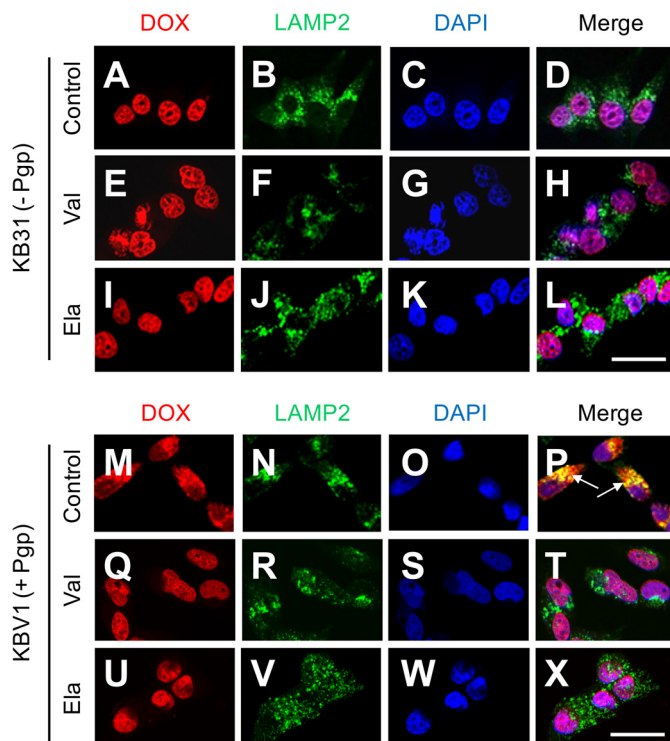 DOX LAMP2 DAPI Merge
KB31 (- Pgp)
Control
A B C D
Val
E F G H
Ela
I J K L
DOX LAMP2 DAPI Merge
KBV1 (+ Pgp)
Control
M N O P
Val
Q R S T
Ela
U V W X